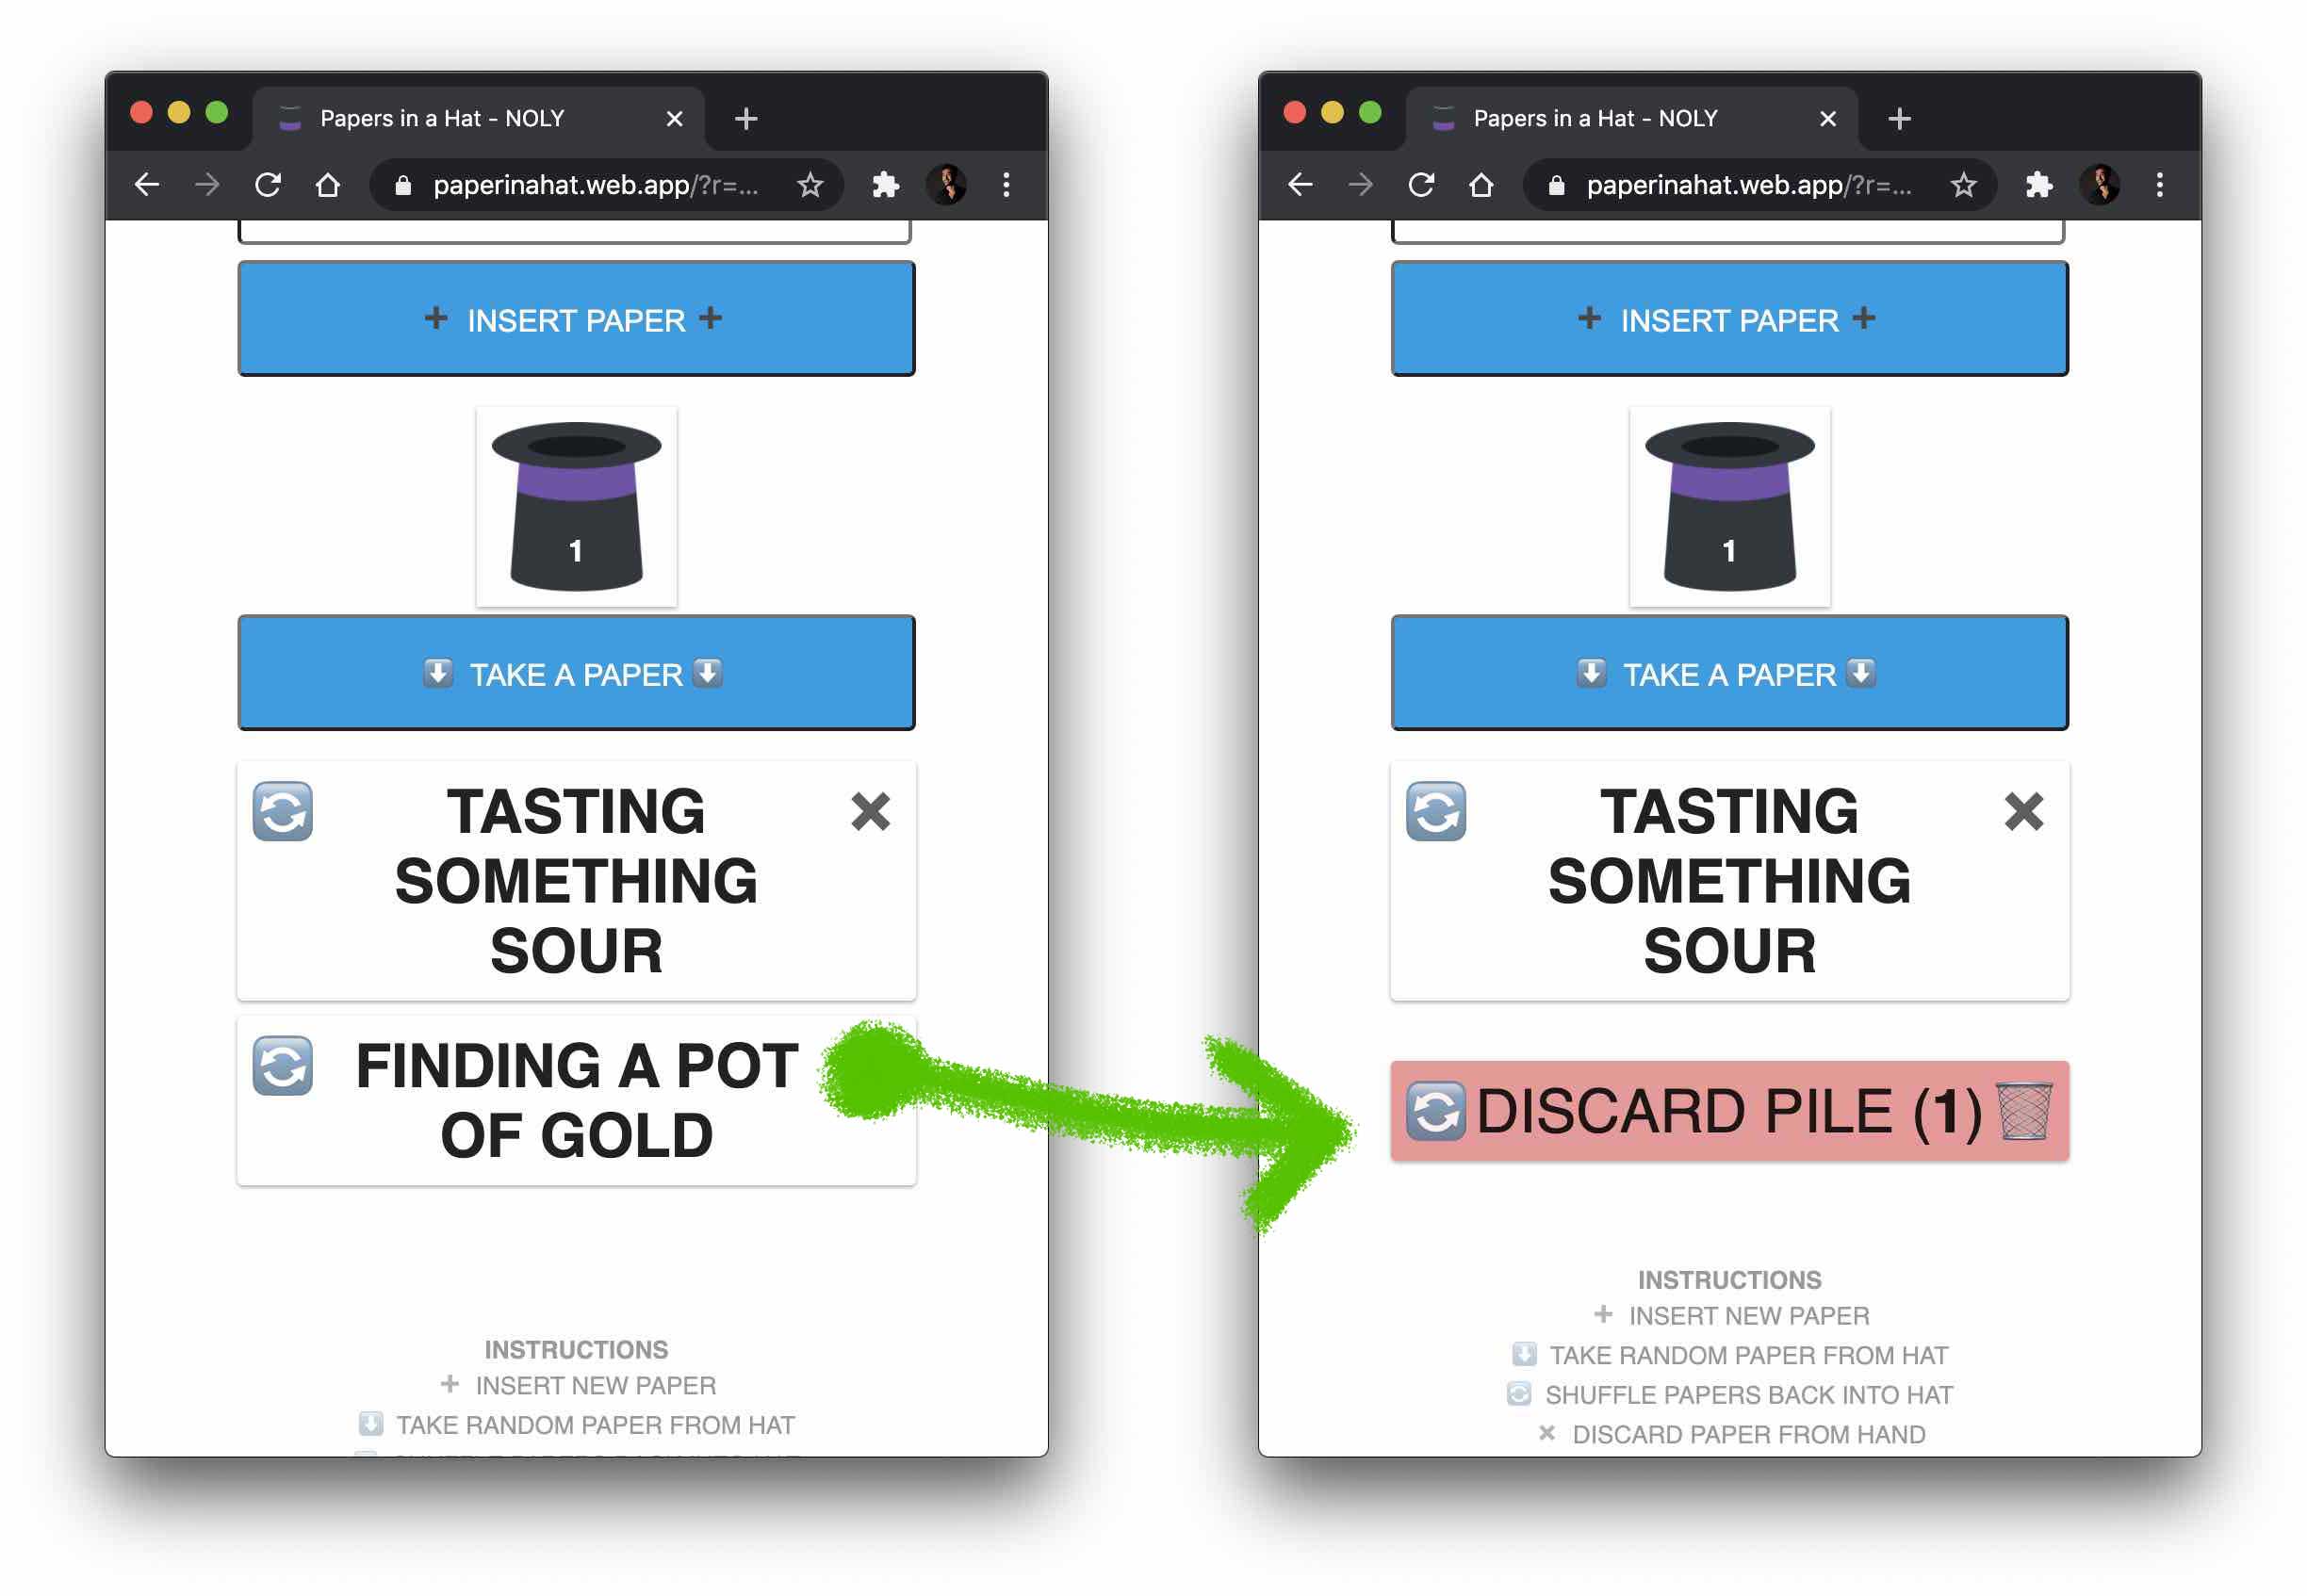 Papers in a Hat - NOLY
paperinahat.web.app/?r=...
INSERT PAPER
1
TAKE A PAPER
TASTING
SOMETHING
SOUR
FINDING A POT
OF GOLD
INSTRUCTIONS
INSERT NEW PAPER
TAKE RANDOM PAPER FROM HAT
Papers in a Hat - NOLY
paperinahat.web.app/?r=...
INSERT PAPER
1
TAKE A PAPER
TASTING
SOMETHING
SOUR
DISCARD PILE (1)
INSTRUCTIONS
INSERT NEW PAPER
TAKE RANDOM PAPER FROM HAT
SHUFFLE PAPERS BACK INTO HAT
DISCARD PAPER FROM HAND